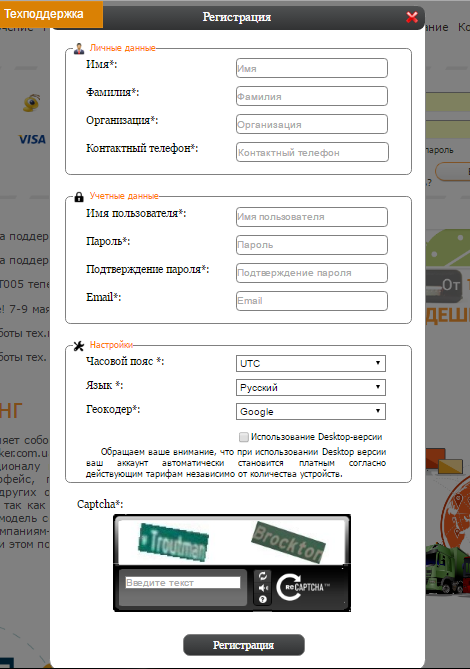 Техподдержка
Регистрация
Личные данные
Имя*:
Имя
Фамилия*:
Фамилия
Организация*:
Организация
Контактный телефон*:
Контактный телефон
Учетные данные
Имя пользователя*:
Имя пользователя
Пароль*:
Пароль
Подтверждение пароля*:
Подтверждение пароля
Email*:
Email
Настройки
Часовой пояс *:
UTC
Язык *:
Русский
Геокодер*:
Google
Использование Desktop-версии
Обращаем ваше внимание, что при использовании Desktop версии
ваш аккаунт автоматически становится платным согласно
действующим тарифам независимо от количества устройств.
Captcha*:
Troutman
Brockton
Введите текст
reCAPTCHA™
Регистрация
VISA
пароль
От